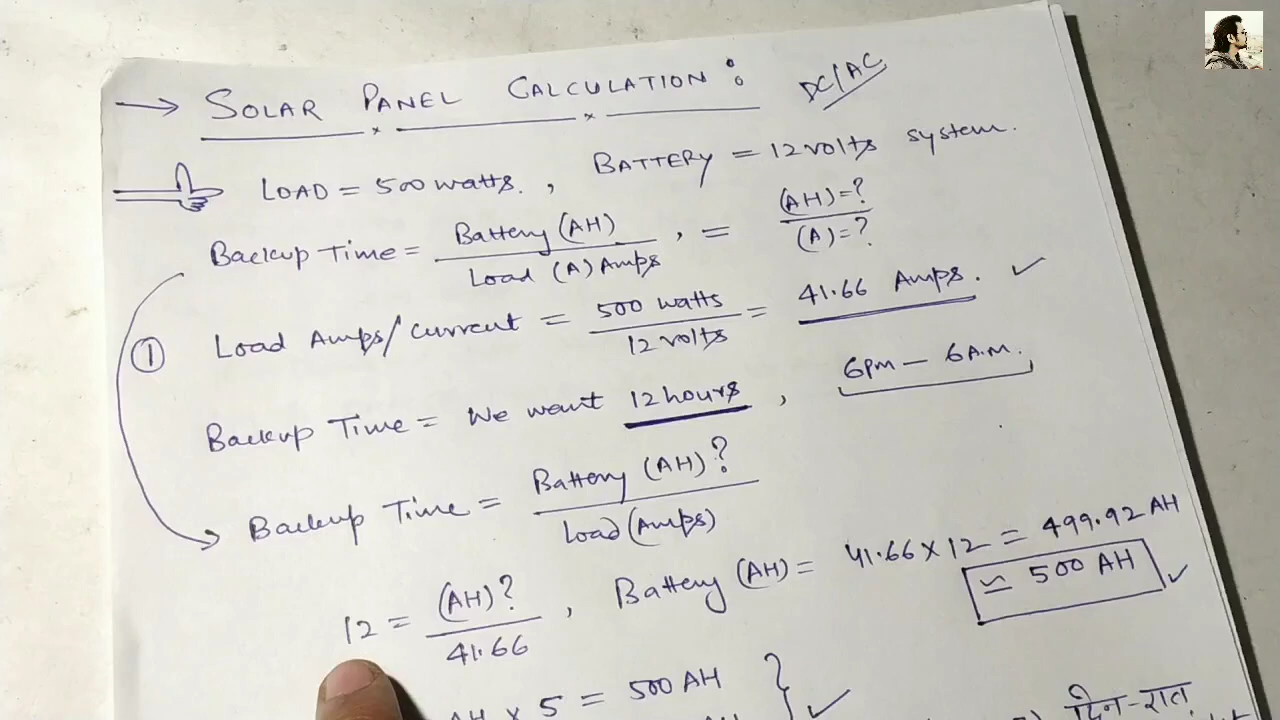 → SOLAR PANEL CALCULATION : DC/AC
LOAD = 500 watts. , BATTERY = 12 volts system.
Backup Time = Battery (AH) / Load (A) Amps , = (AH) = ? / (A) = ?
① Load Amps/current = 500 watts / 12 volts = 41.66 Amps. ✓
Backup Time = We want 12 hours , 6 pm — 6 A.M.
Backup Time = Battery (AH) ? / Load (Amps)
12 = (AH) ? / 41.66 , Battery (AH) = 41.66 × 12 = 499.92 AH
≃ 500 AH ✓
AH × 5 = 500 AH } ✓
दिन-रात